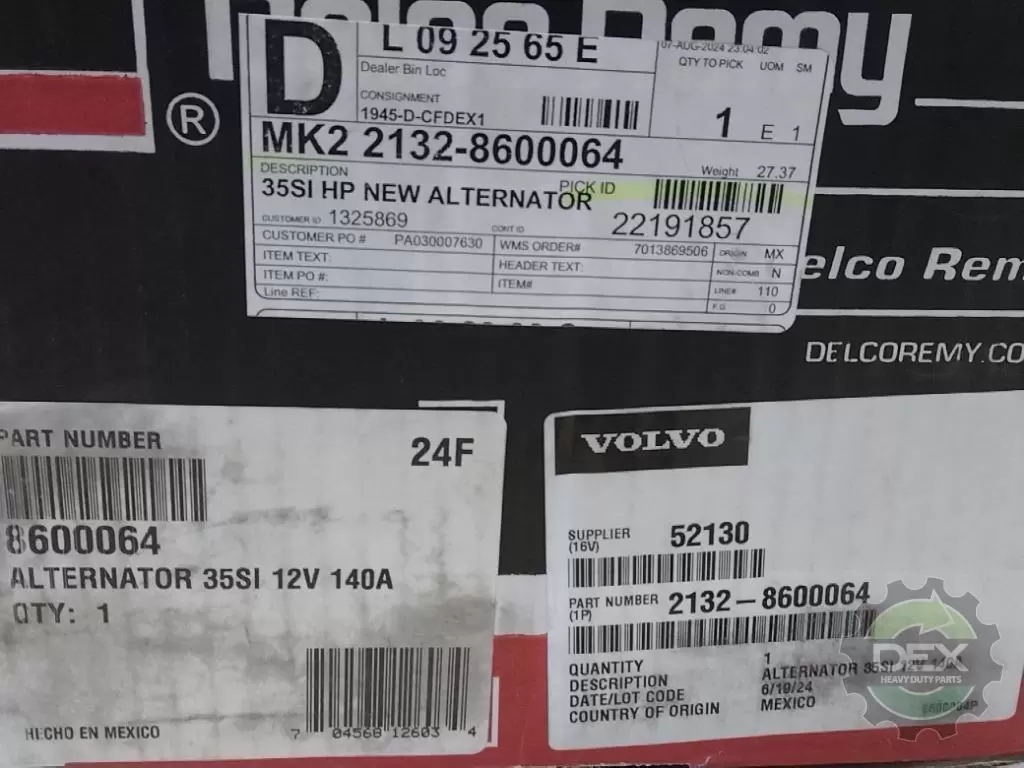 Delco Remy
®
D
L 09 25 65 E
Dealer Bin Loc
CONSIGNMENT
1945-D-CFDEX1
07-AUG-2024 23:04:02
QTY TO PICK UOM SM
1 E 1
MK2 2132-8600064
Weight 27.37
DESCRIPTION
35SI HP NEW ALTERNATOR
PICK ID
22191857
CUSTOMER ID 1325869
CONT ID
CUSTOMER PO # PA030007630
WMS ORDER# 7013869506
ORIGIN MX
ITEM TEXT:
HEADER TEXT:
NON-COMB N
ITEM PO #:
ITEM#
LINE# 110
Line REF:
F.G 0
elco Rem
DELCOREMY.CO
PART NUMBER
24F
8600064
ALTERNATOR 35SI 12V 140A
QTY: 1
HECHO EN MEXICO
7 04568 12603 4
VOLVO
SUPPLIER 52130
(16V)
PART NUMBER 2132-8600064
(1P)
QUANTITY 1
DESCRIPTION ALTERNATOR 35SI 12V 140A
DATE/LOT CODE 6/19/24
COUNTRY OF ORIGIN MEXICO
8600064P
DEX
HEAVY DUTY PARTS